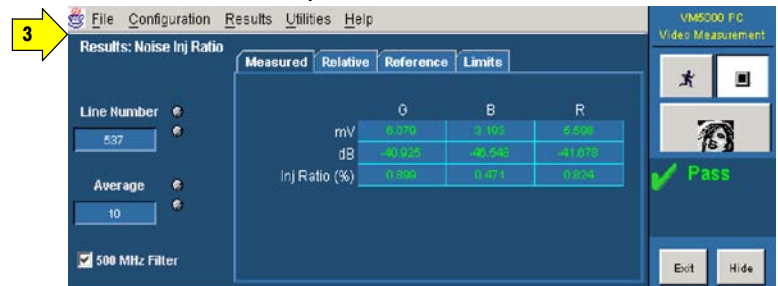 3
File Configuration Results Utilities Help
VM5000 PC
Video Measurement
Results: Noise Inj Ratio
Measured Relative Reference Limits
Line Number
537
G B R
mV 6.079 3.193 5.598
dB -40.925 -46.548 -41.678
Inj Ratio (%) 0.899 0.471 0.824
Average
10
Pass
500 MHz Filter
Exit Hide